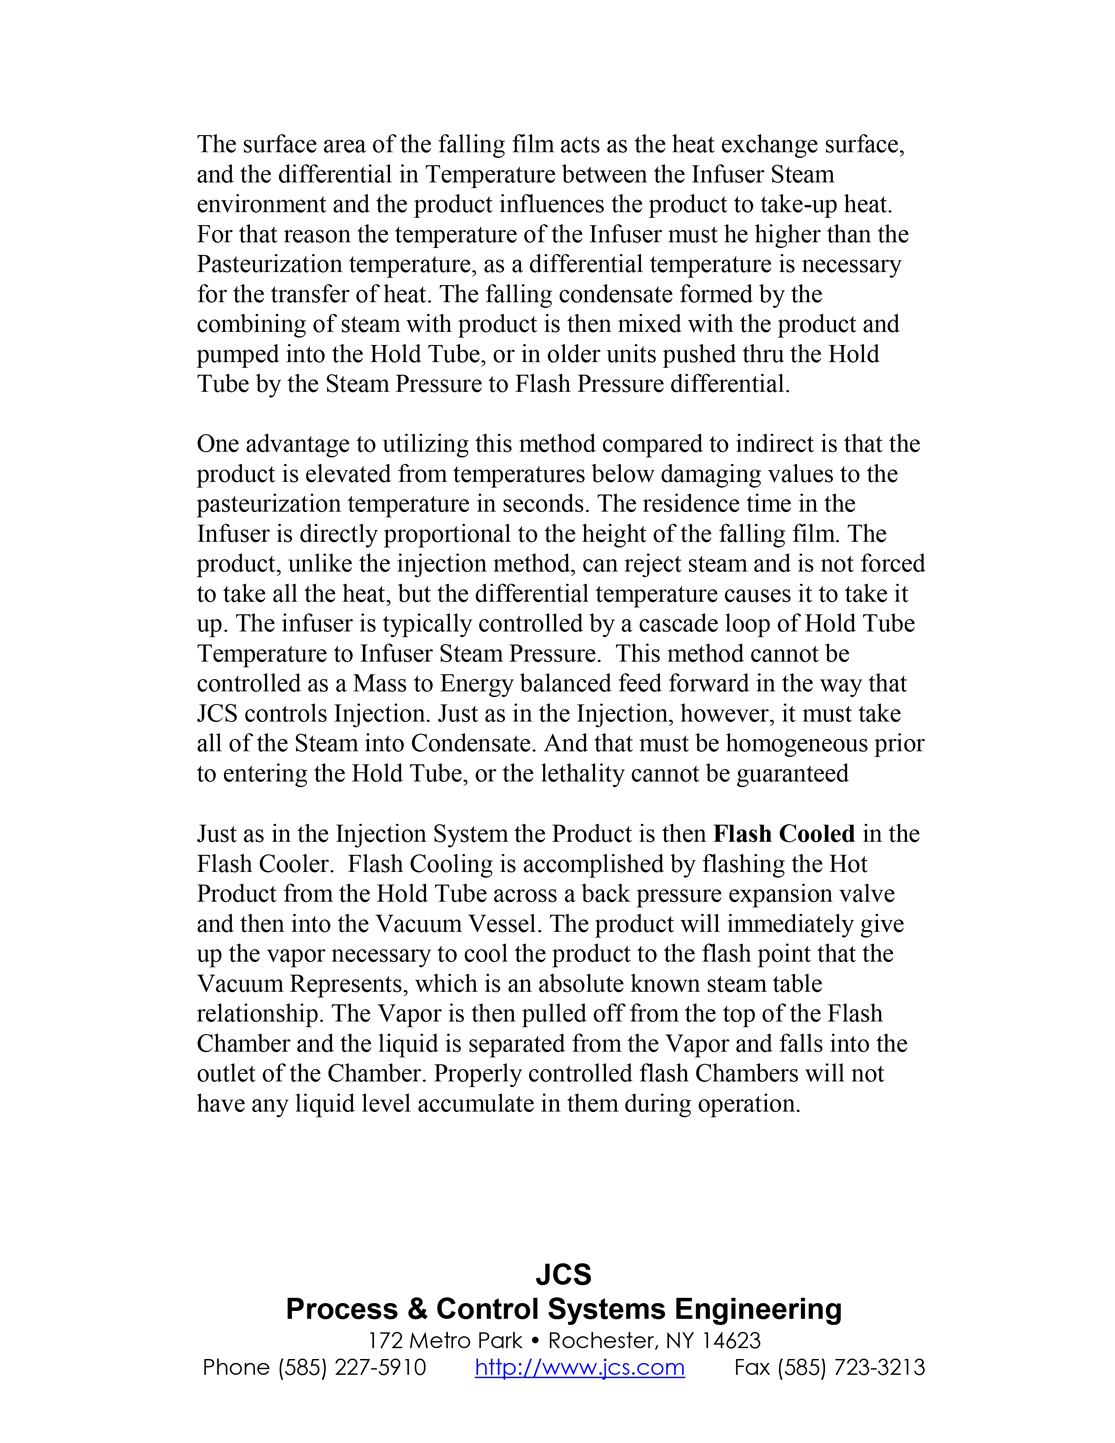 The surface area of the falling film acts as the heat exchange surface,
and the differential in Temperature between the Infuser Steam
environment and the product influences the product to take-up heat.
For that reason the temperature of the Infuser must he higher than the
Pasteurization temperature, as a differential temperature is necessary
for the transfer of heat. The falling condensate formed by the
combining of steam with product is then mixed with the product and
pumped into the Hold Tube, or in older units pushed thru the Hold
Tube by the Steam Pressure to Flash Pressure differential.
One advantage to utilizing this method compared to indirect is that the
product is elevated from temperatures below damaging values to the
pasteurization temperature in seconds. The residence time in the
Infuser is directly proportional to the height of the falling film. The
product, unlike the injection method, can reject steam and is not forced
to take all the heat, but the differential temperature causes it to take it
up. The infuser is typically controlled by a cascade loop of Hold Tube
Temperature to Infuser Steam Pressure.  This method cannot be
controlled as a Mass to Energy balanced feed forward in the way that
JCS controls Injection. Just as in the Injection, however, it must take
all of the Steam into Condensate. And that must be homogeneous prior
to entering the Hold Tube, or the lethality cannot be guaranteed
Just as in the Injection System the Product is then Flash Cooled in the
Flash Cooler.  Flash Cooling is accomplished by flashing the Hot
Product from the Hold Tube across a back pressure expansion valve
and then into the Vacuum Vessel. The product will immediately give
up the vapor necessary to cool the product to the flash point that the
Vacuum Represents, which is an absolute known steam table
relationship. The Vapor is then pulled off from the top of the Flash
Chamber and the liquid is separated from the Vapor and falls into the
outlet of the Chamber. Properly controlled flash Chambers will not
have any liquid level accumulate in them during operation.
JCS
Process & Control Systems Engineering
172 Metro Park • Rochester, NY 14623
Phone (585) 227-5910 http://www.jcs.com Fax (585) 723-3213